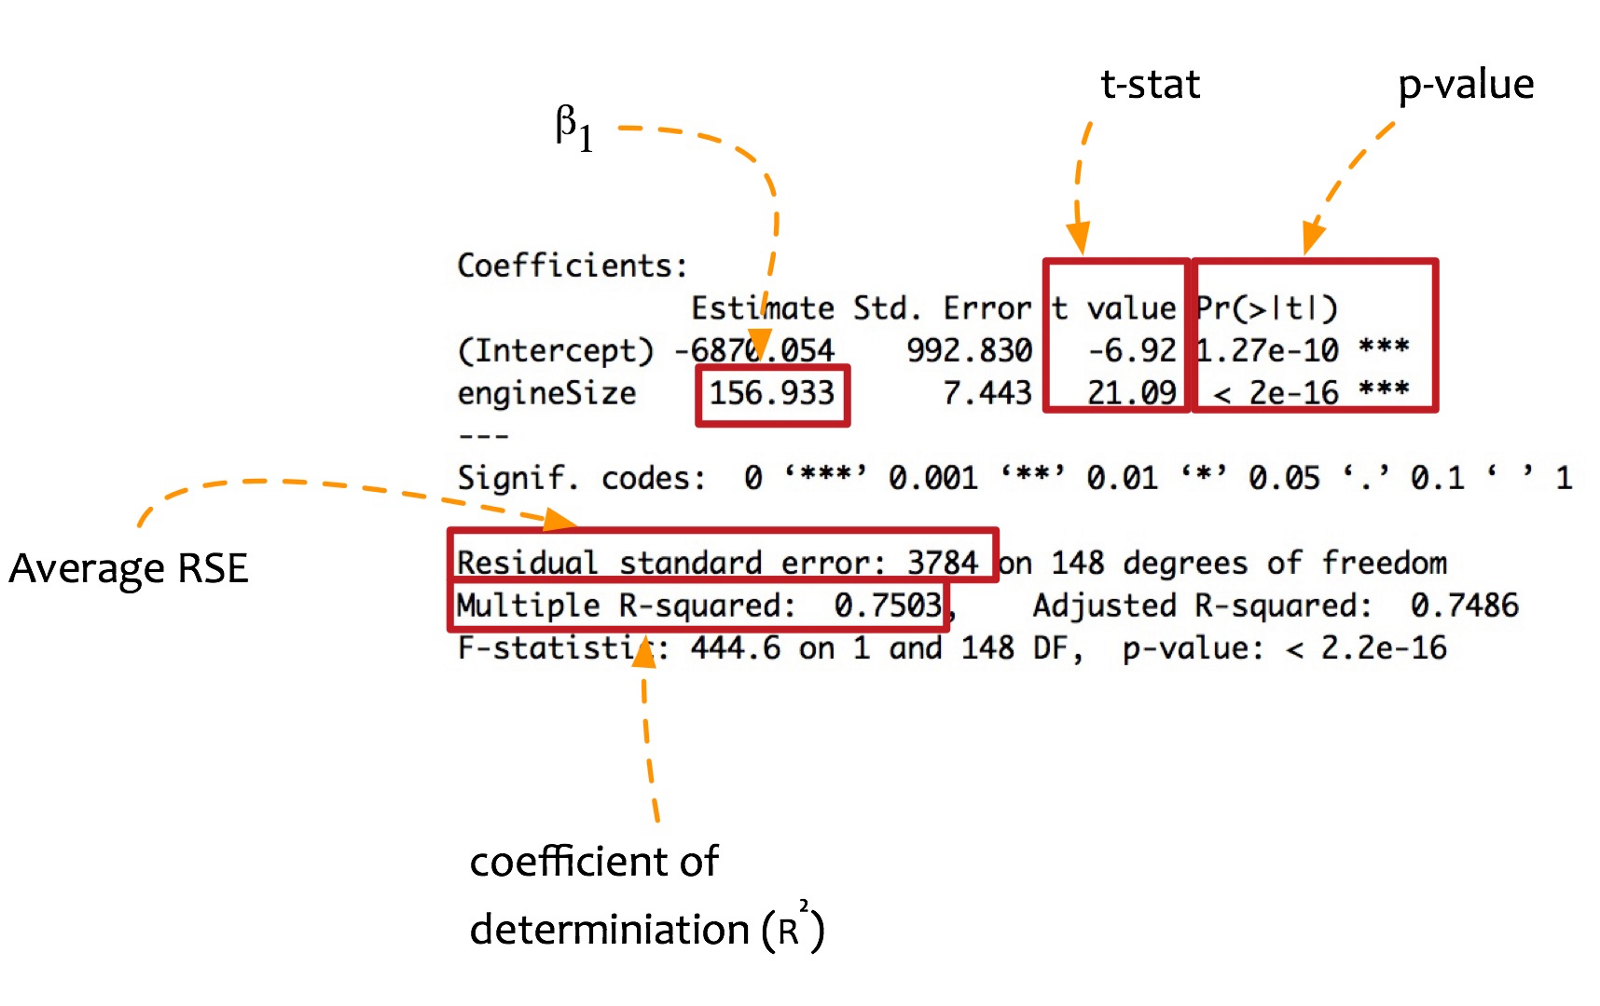 t-stat p-value
β1
Coefficients:
Estimate Std. Error t value Pr(>|t|)
(Intercept) -6870.054 992.830 -6.92 1.27e-10 ***
engineSize 156.933 7.443 21.09 < 2e-16 ***
---
Signif. codes: 0 ‘***’ 0.001 ‘**’ 0.01 ‘*’ 0.05 ‘.’ 0.1 ‘ ’ 1
Average RSE
Residual standard error: 3784 on 148 degrees of freedom
Multiple R-squared: 0.7503, Adjusted R-squared: 0.7486
F-statistic: 444.6 on 1 and 148 DF, p-value: < 2.2e-16
coefficient of
determiniation (R²)